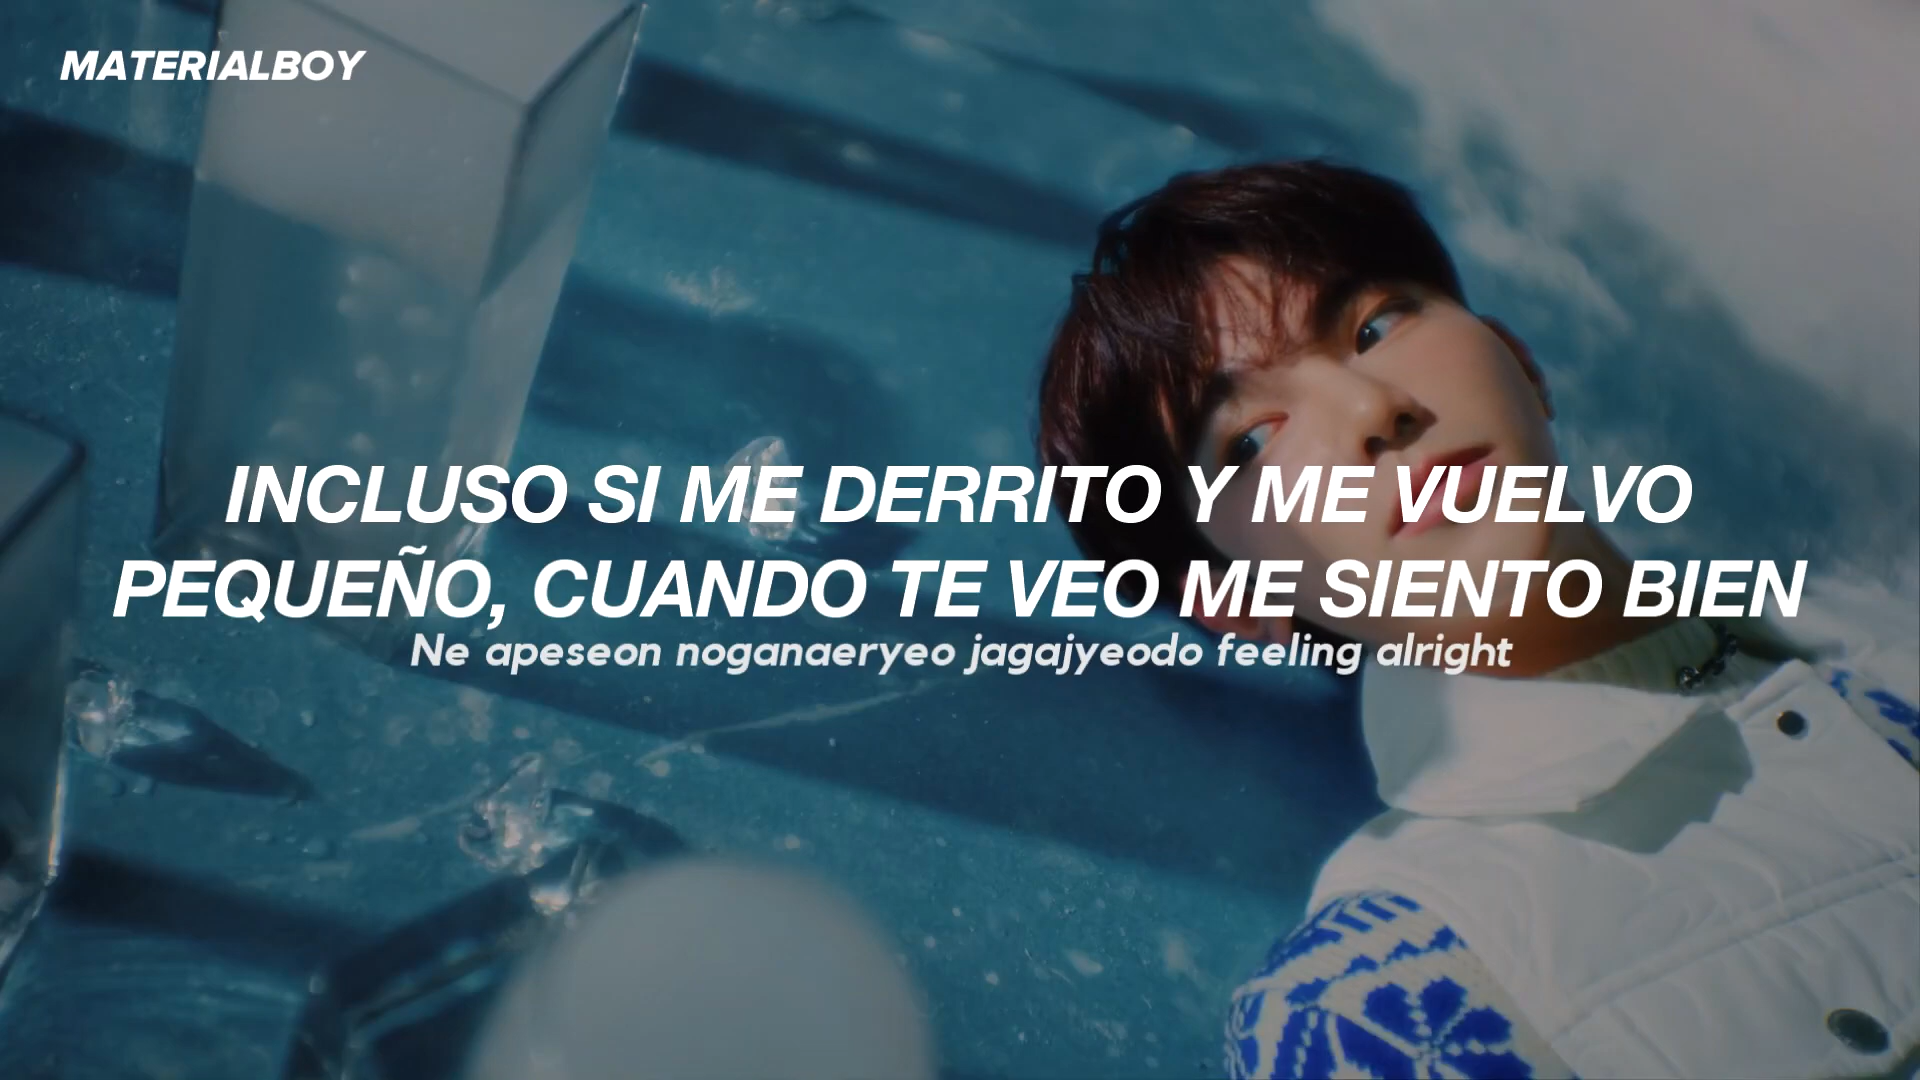 MATERIALBOY
INCLUSO SI ME DERRITO Y ME VUELVO
PEQUEÑO, CUANDO TE VEO ME SIENTO BIEN
Ne apeseon noganaeryeo jagajyeodo feeling alright